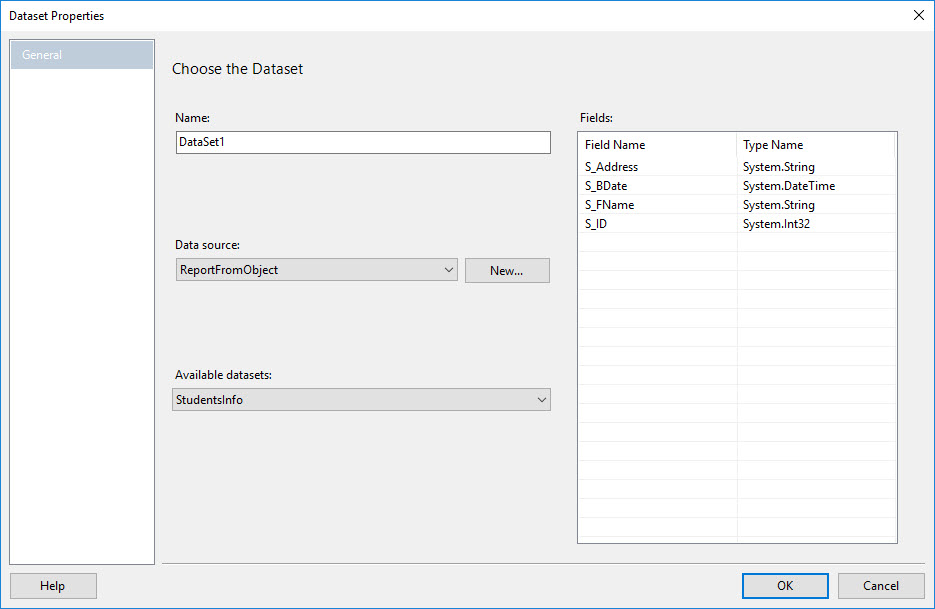 Dataset Properties
General
Choose the Dataset
Name:
DataSet1
Data source:
ReportFromObject
New...
Available datasets:
StudentsInfo
Fields:
Field Name Type Name
S_Address System.String
S_BDate System.DateTime
S_FName System.String
S_ID System.Int32
Help
OK
Cancel